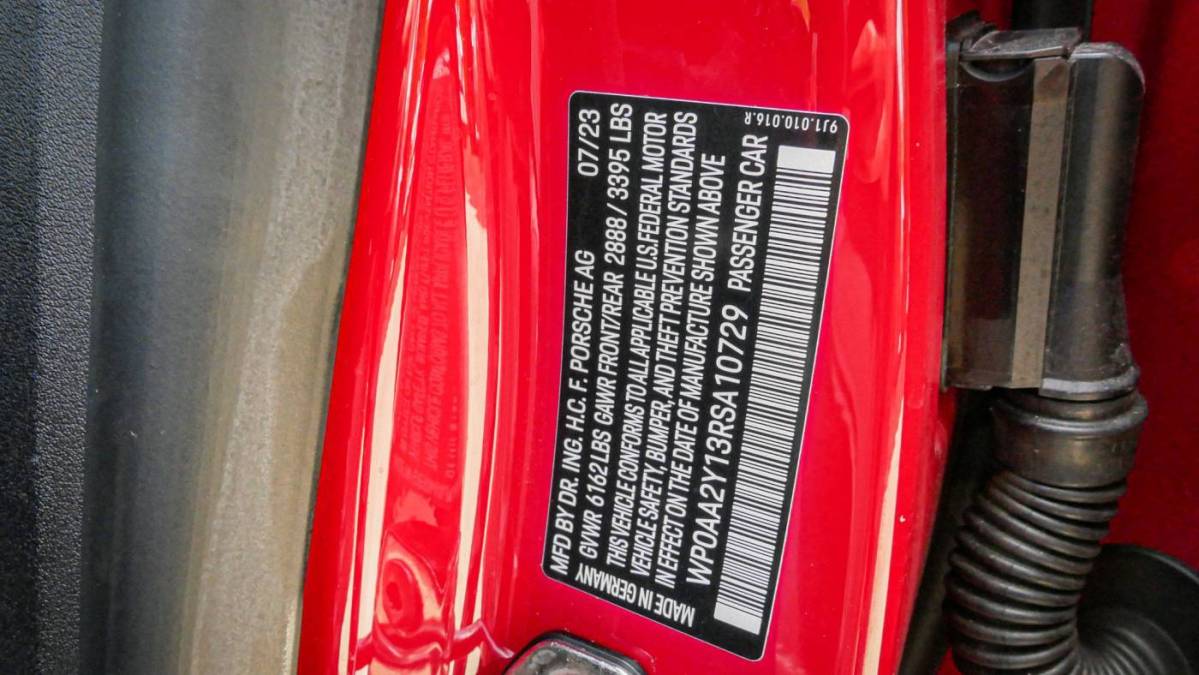 MFD BY DR. ING. H.C. F. PORSCHE AG 07/23
GVWR 6162 LBS GAWR FRONT/REAR 2888 / 3395 LBS
THIS VEHICLE CONFORMS TO ALL APPLICABLE U.S.FEDERAL MOTOR
VEHICLE SAFETY, BUMPER, AND THEFT PREVENTION STANDARDS
IN EFFECT ON THE DATE OF MANUFACTURE SHOWN ABOVE
WP0AA2Y13RSA10729 PASSENGER CAR
MADE IN GERMANY
9J1.010.016.R